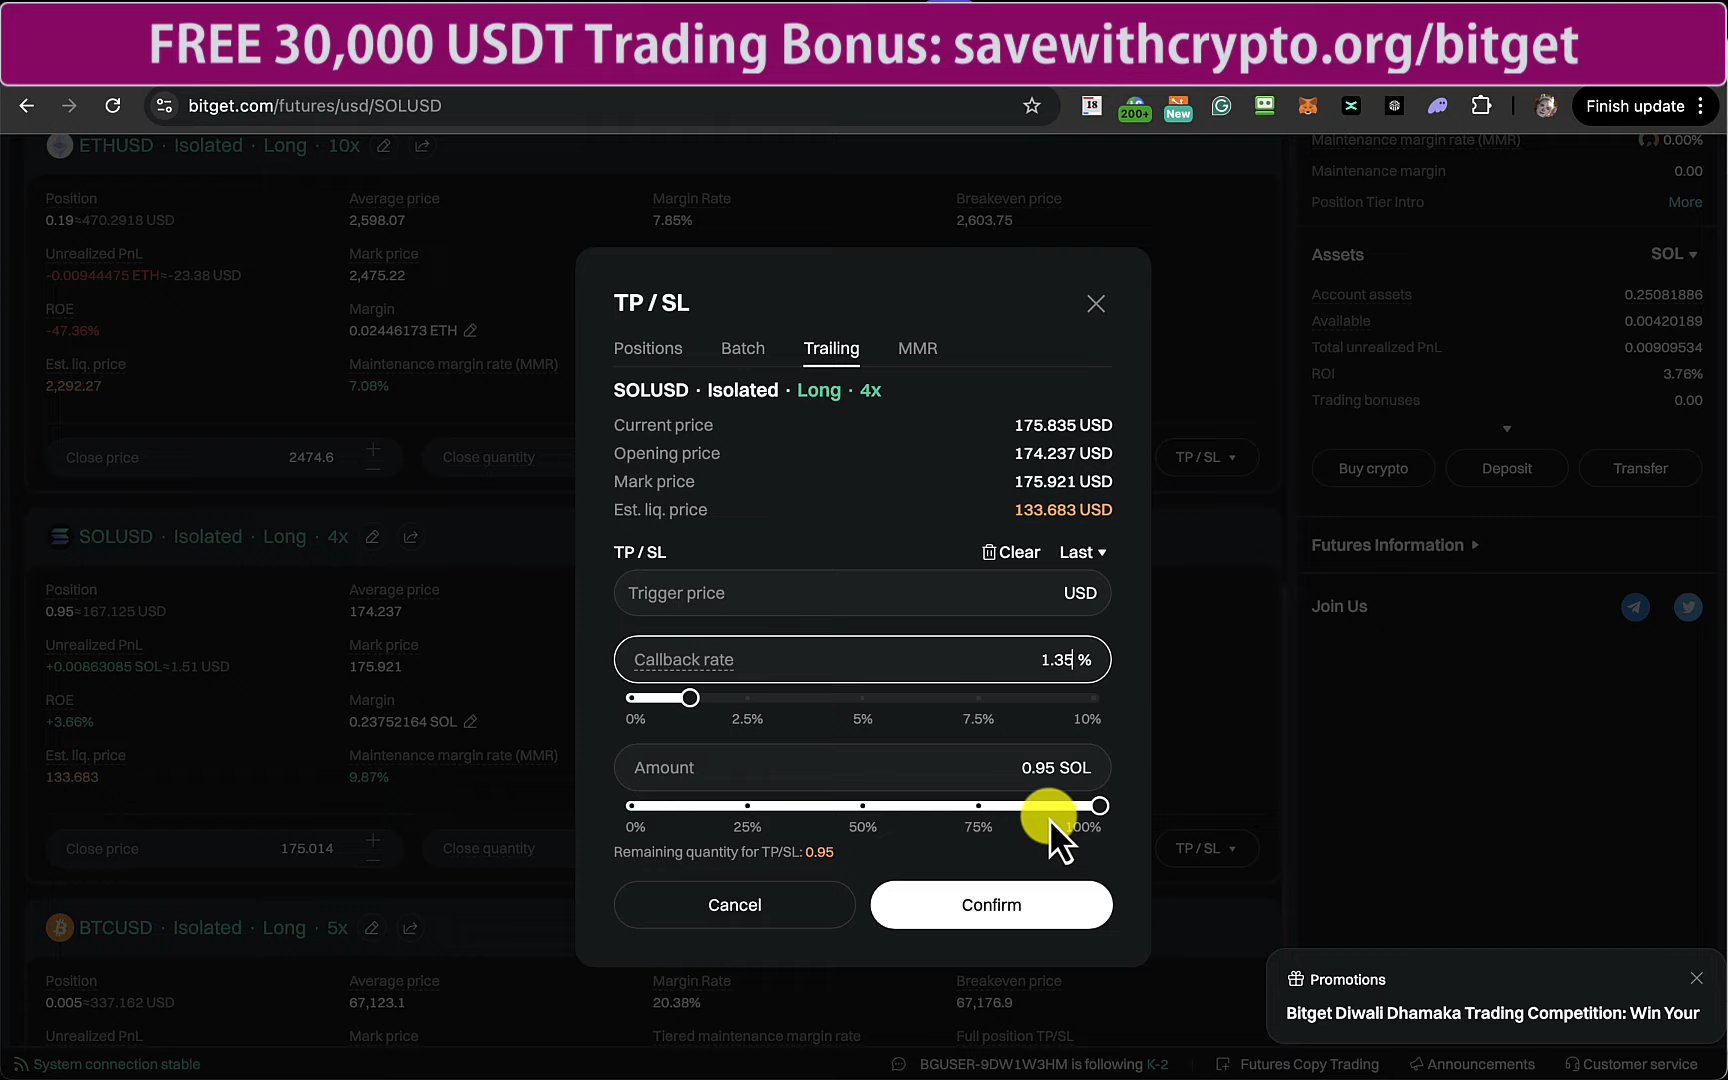 FREE 30,000 USDT Trading Bonus: savewithcrypto.org/bitget
bitget.com/futures/usd/SOLUSD
18
200+
New
Finish update
ETHUSD · Isolated · Long · 10x
Position
0.19≈470.2918 USD
Average price
2,598.07
Margin Rate
7.85%
Breakeven price
2,603.75
Unrealized PnL
-0.00944475 ETH≈-23.38 USD
Mark price
2,475.22
ROE
-47.36%
Margin
0.02446173 ETH
Est. liq. price
2,292.27
Maintenance margin rate (MMR)
7.08%
Close price 2474.6
Close quantity
TP / SL
SOLUSD · Isolated · Long · 4x
Position
0.95≈167.125 USD
Average price
174.237
Unrealized PnL
+0.00863085 SOL≈1.51 USD
Mark price
175.921
ROE
+3.66%
Margin
0.23752164 SOL
Est. liq. price
133.683
Maintenance margin rate (MMR)
9.87%
Close price 175.014
Close quantity
TP / SL
BTCUSD · Isolated · Long · 5x
Position
0.005≈337.162 USD
Average price
67,123.1
Margin Rate
20.38%
Breakeven price
67,176.9
Unrealized PnL
Mark price
Tiered maintenance margin rate
Full position TP/SL
TP / SL
Positions Batch Trailing MMR
SOLUSD · Isolated · Long · 4x
Current price 175.835 USD
Opening price 174.237 USD
Mark price 175.921 USD
Est. liq. price 133.683 USD
TP / SL Clear Last
Trigger price USD
Callback rate 1.35 %
0% 2.5% 5% 7.5% 10%
Amount 0.95 SOL
0% 25% 50% 75% 100%
Remaining quantity for TP/SL: 0.95
Cancel Confirm
Maintenance margin rate (MMR) 0.00%
Maintenance margin 0.00
Position Tier Intro More
Assets SOL
Account assets 0.25081886
Available 0.00420189
Total unrealized PnL 0.00909534
ROI 3.76%
Trading bonuses 0.00
Buy crypto Deposit Transfer
Futures Information
Join Us
Promotions
Bitget Diwali Dhamaka Trading Competition: Win Your
System connection stable
BGUSER-9DW1W3HM is following K-2
Futures Copy Trading
Announcements
Customer service